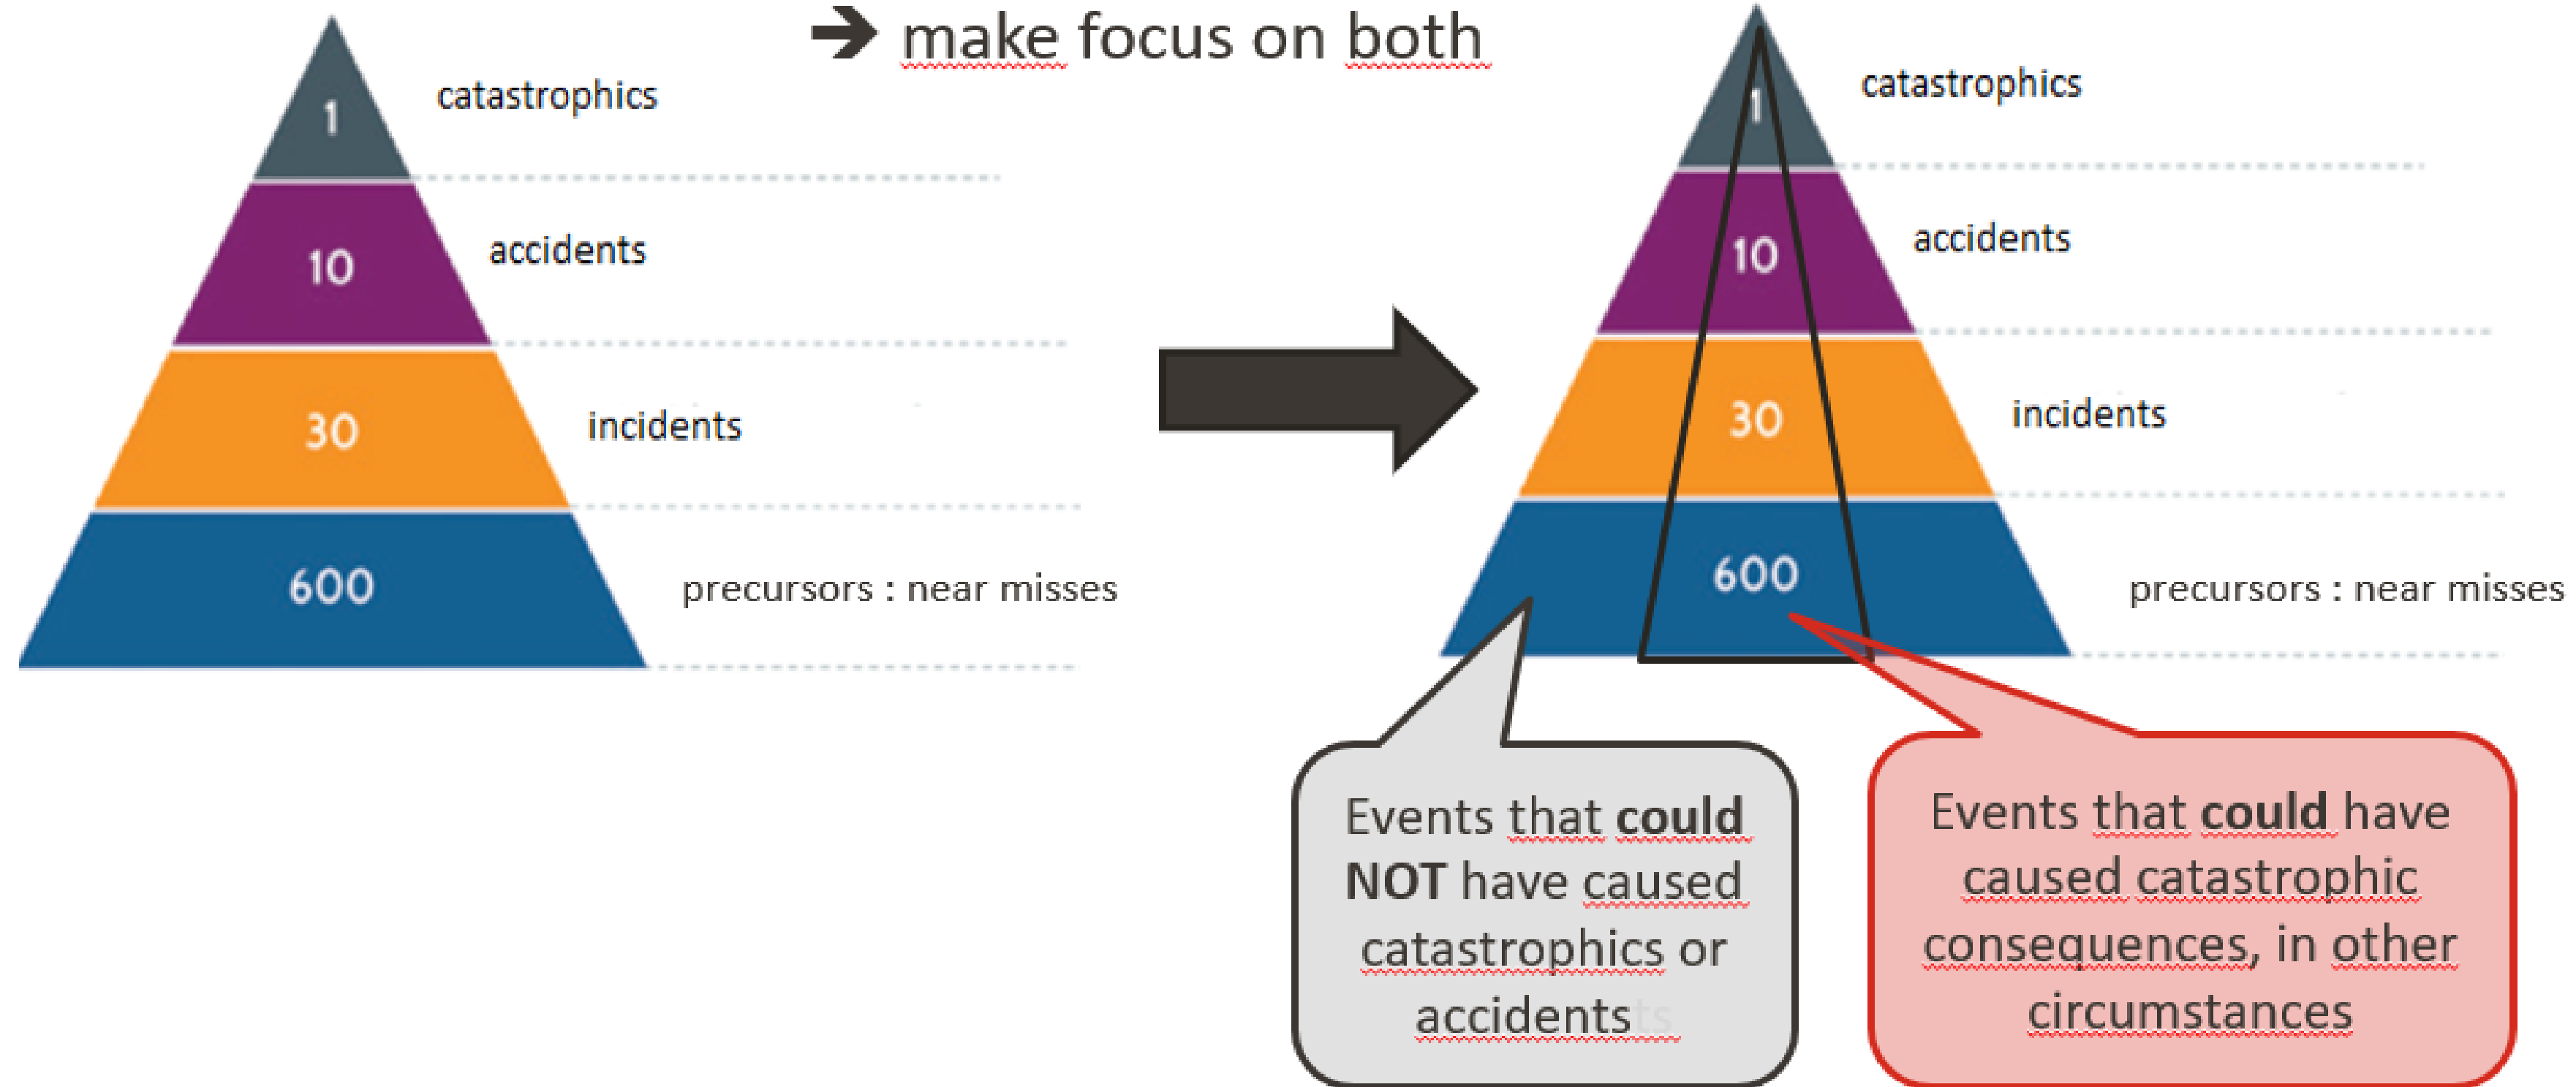 ➔ make focus on both
1
catastrophics
10
accidents
30
incidents
600
precursors : near misses
1
catastrophics
10
accidents
30
incidents
600
precursors : near misses
Events that could
NOT have caused
catastrophics or
accidents
Events that could have
caused catastrophic
consequences, in other
circumstances